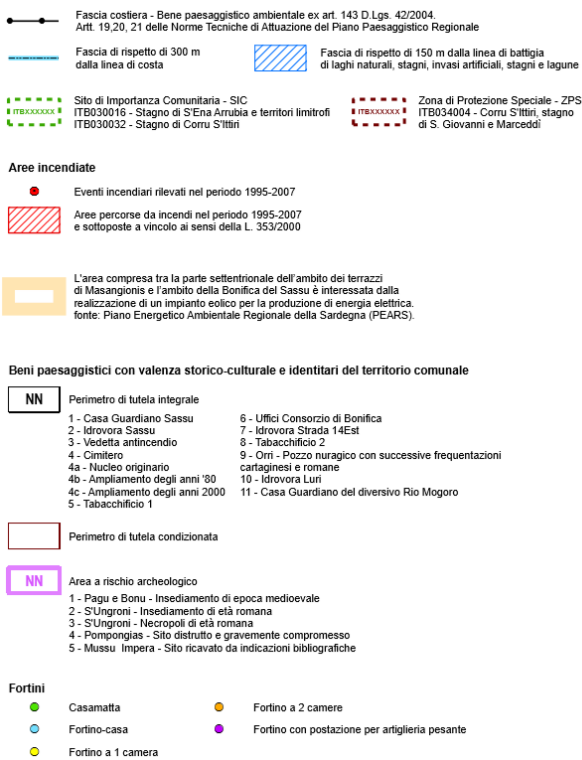 Fascia costiera - Bene paesaggistico ambientale ex art. 143 D.Lgs. 42/2004.
Artt. 19,20, 21 delle Norme Tecniche di Attuazione del Piano Paesaggistico Regionale
Fascia di rispetto di 300 m
dalla linea di costa
Fascia di rispetto di 150 m dalla linea di battigia
di laghi naturali, stagni, invasi artificiali, stagni e lagune
ITBXXXXXX
Sito di Importanza Comunitaria - SIC
ITB030016 - Stagno di S'Ena Arrubia e territori limitrofi
ITB030032 - Stagno di Corru S'Ittiri
ITBXXXXXX
Zona di Protezione Speciale - ZPS
ITB034004 - Corru S'Ittiri, stagno
di S. Giovanni e Marceddì
Aree incendiate
Eventi incendiari rilevati nel periodo 1995-2007
Aree percorse da incendi nel periodo 1995-2007
e sottoposte a vincolo ai sensi della L. 353/2000
L'area compresa tra la parte settentrionale dell'ambito dei terrazzi
di Masangionis e l'ambito della Bonifica del Sassu è interessata dalla
realizzazione di un impianto eolico per la produzione di energia elettrica.
fonte: Piano Energetico Ambientale Regionale della Sardegna (PEARS).
Beni paesaggistici con valenza storico-culturale e identitari del territorio comunale
NN
Perimetro di tutela integrale
1 - Casa Guardiano Sassu
2 - Idrovora Sassu
3 - Vedetta antincendio
4 - Cimitero
4a - Nucleo originario
4b - Ampliamento degli anni '80
4c - Ampliamento degli anni 2000
5 - Tabacchificio 1
6 - Uffici Consorzio di Bonifica
7 - Idrovora Strada 14Est
8 - Tabacchificio 2
9 - Orri - Pozzo nuragico con successive frequentazioni
cartaginesi e romane
10 - Idrovora Luri
11 - Casa Guardiano del diversivo Rio Mogoro
Perimetro di tutela condizionata
NN
Area a rischio archeologico
1 - Pagu e Bonu - Insediamento di epoca medioevale
2 - S'Ungroni - Insediamento di età romana
3 - S'Ungroni - Necropoli di età romana
4 - Pompongias - Sito distrutto e gravemente compromesso
5 - Mussu Impera - Sito ricavato da indicazioni bibliografiche
Fortini
Casamatta
Fortino-casa
Fortino a 1 camera
Fortino a 2 camere
Fortino con postazione per artiglieria pesante